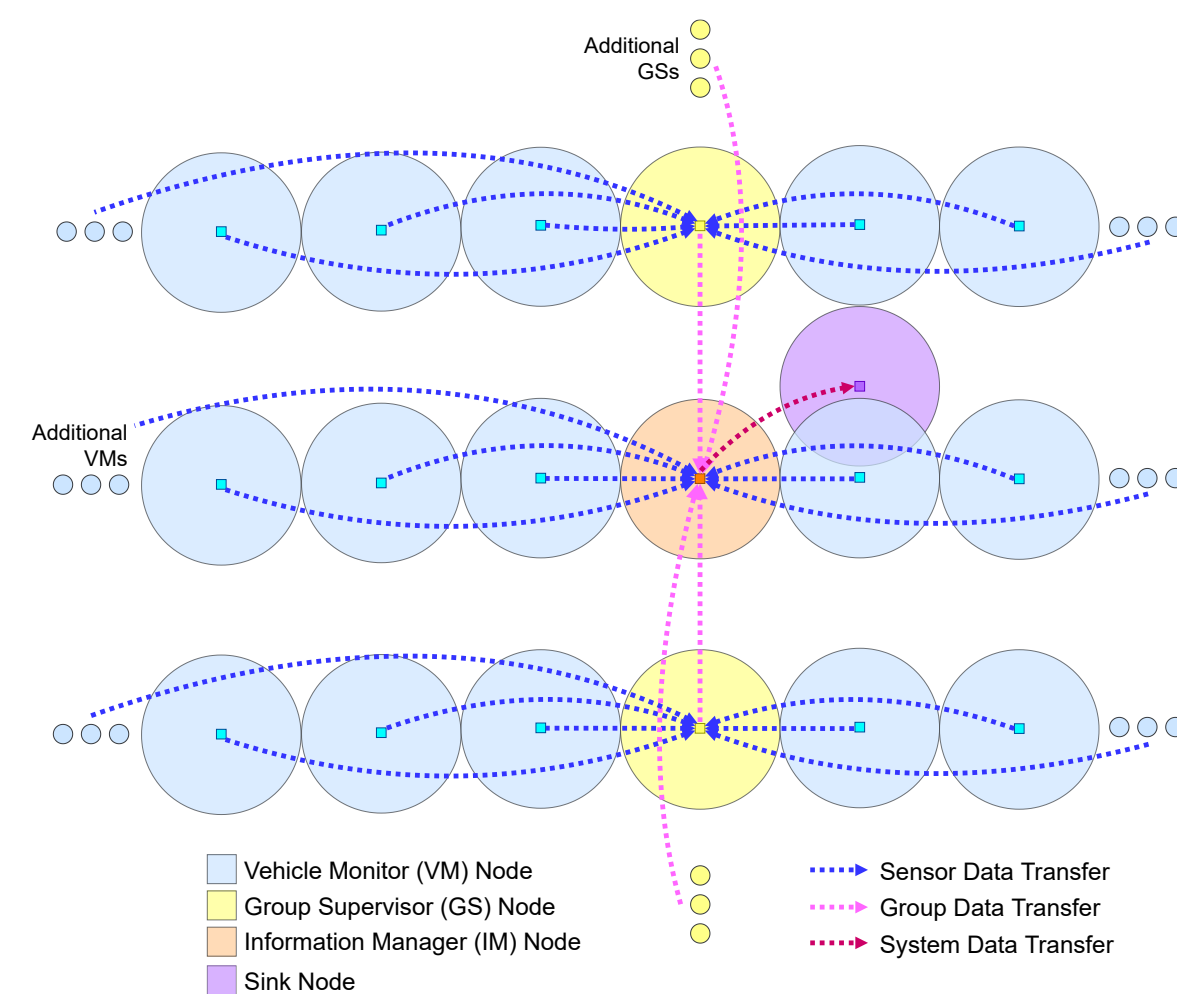 Additional
GSs
Additional
VMs
Vehicle Monitor (VM) Node
Group Supervisor (GS) Node
Information Manager (IM) Node
Sink Node
Sensor Data Transfer
Group Data Transfer
System Data Transfer